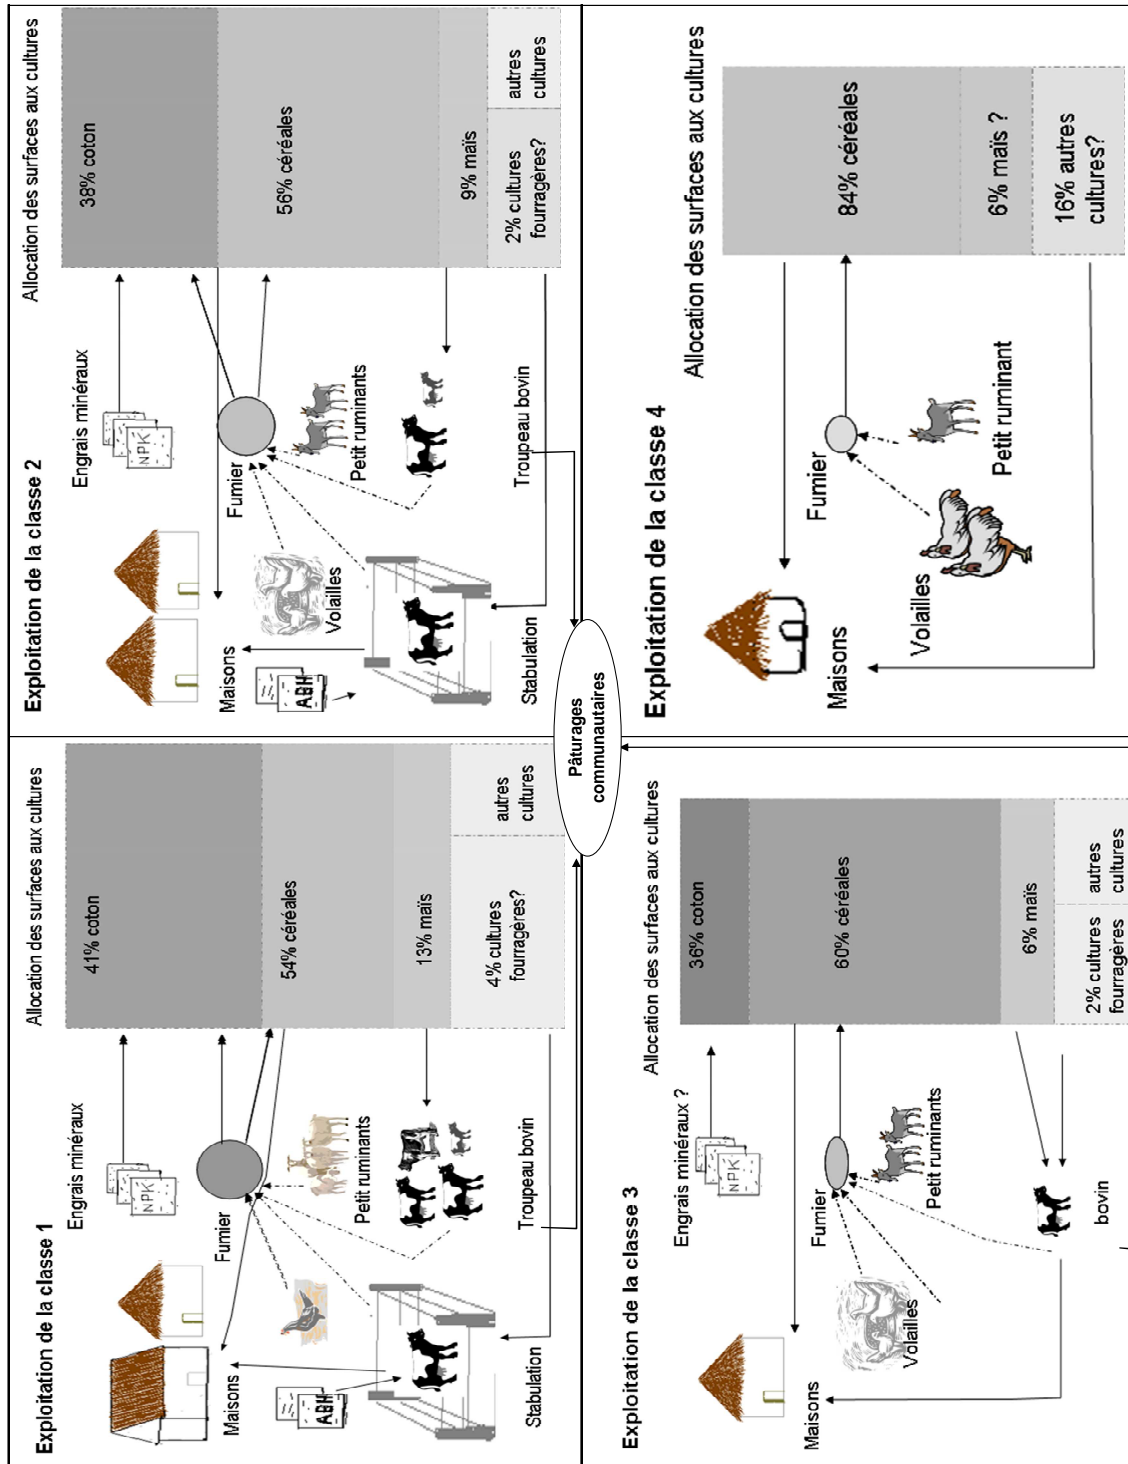 Exploitation de la classe 1
Allocation des surfaces aux cultures
Engrais minéraux
NPK
41% coton
Maisons
Fumier
54% céréales
ABH
Petit ruminants
13% maïs
4% cultures
fourragères?
autres
cultures
Stabulation
Troupeau bovin
Exploitation de la classe 2
Allocation des surfaces aux cultures
Engrais minéraux
NPK
38% coton
Maisons
Fumier
56% céréales
Volailles
ABH
Petit ruminants
9% maïs
2% cultures
fourragères?
autres
cultures
Stabulation
Troupeau bovin
Pâturages
communautaires
Exploitation de la classe 3
Allocation des surfaces aux cultures
Engrais minéraux ?
NPK
36% coton
Maisons
Fumier
60% céréales
Volailles
Petit ruminants
6% maïs
2% cultures
fourragères
autres
cultures
bovin
Exploitation de la classe 4
Allocation des surfaces aux cultures
Maisons
Fumier
84% céréales
Volailles
Petit ruminant
6% maïs ?
16% autres
cultures?